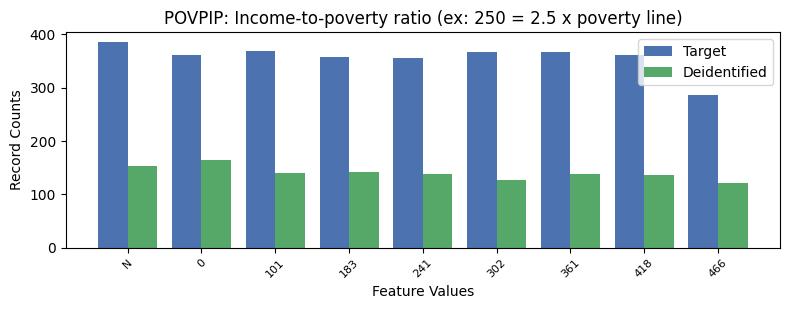 POVPIP: Income-to-poverty ratio (ex: 250 = 2.5 x poverty line)
400
300
200
100
0
Record Counts
Target
Deidentified
N
0
101
183
241
302
361
418
466
Feature Values